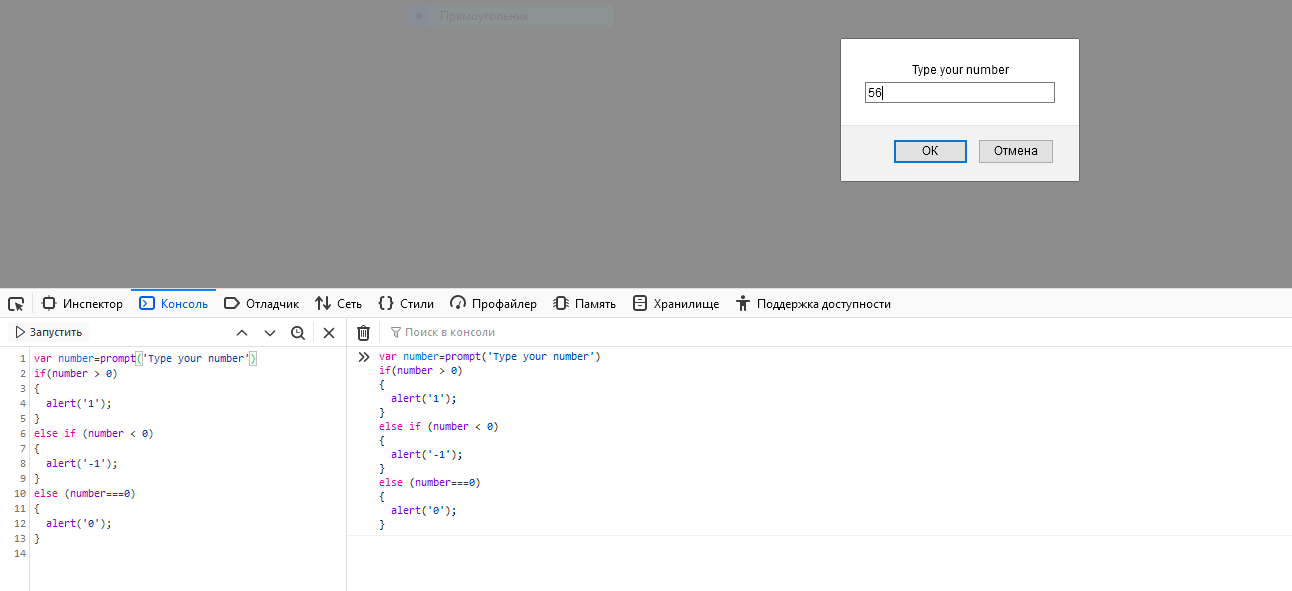 Прямоугольник
Type your number
56
ОК
Отмена
Инспектор Консоль Отладчик Сеть Стили Профайлер Память Хранилище Поддержка доступности
Запустить
Поиск в консоли
1 var number=prompt('Type your number')
2 if(number > 0)
3 {
4 alert('1');
5 }
6 else if (number < 0)
7 {
8 alert('-1');
9 }
10 else (number===0)
11 {
12 alert('0');
13 }
14
var number=prompt('Type your number')
if(number > 0)
{
alert('1');
}
else if (number < 0)
{
alert('-1');
}
else (number===0)
{
alert('0');
}